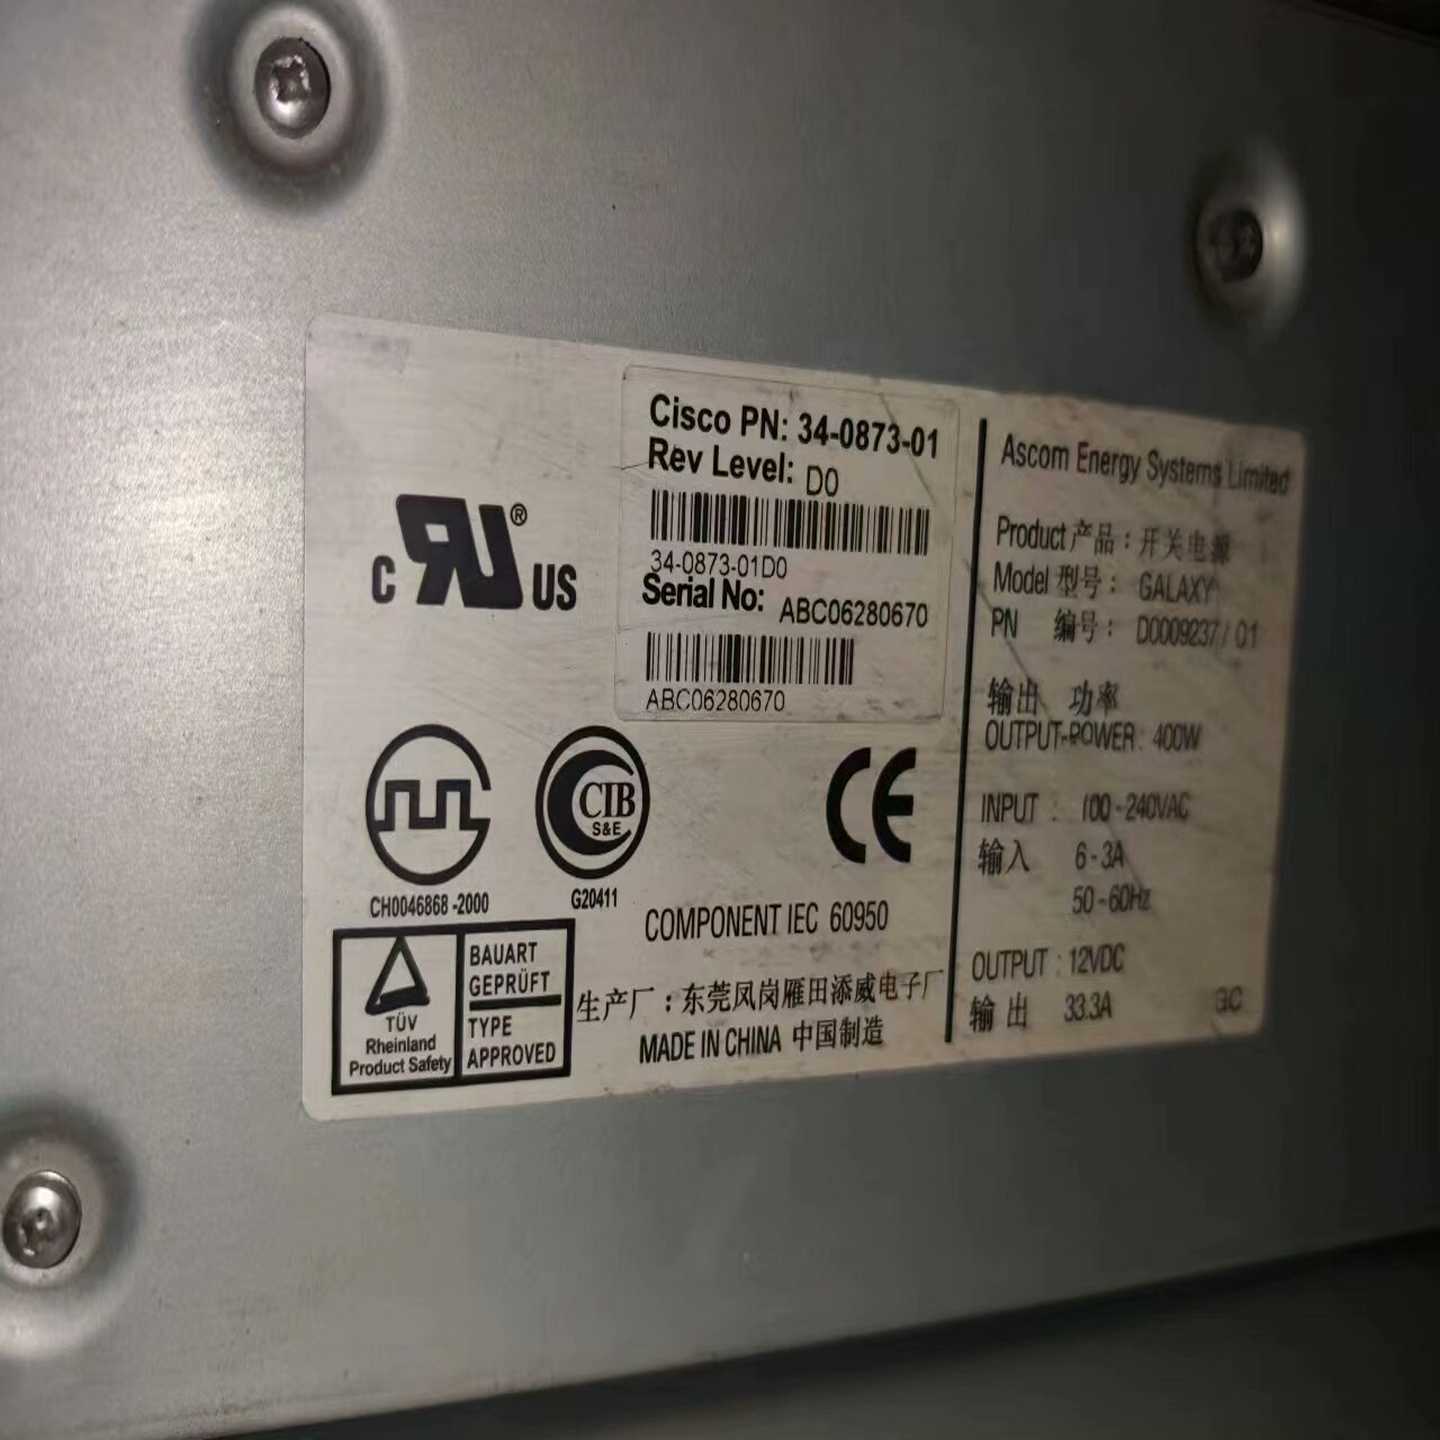 Cisco PN: 34-0873-01
Rev Level: D0
34-0873-01D0
Serial No: ABC06280670
ABC06280670
C RU ® US
CH0046868-2000
CIB
S&E
G20411
CE
COMPONENT IEC 60950
TÜV
Rheinland
Product Safety
BAUART
GEPRÜFT
TYPE
APPROVED
生产厂：东莞凤岗雁田添威电子厂
MADE IN CHINA 中国制造
Ascom Energy Systems Limited
Product 产品：开关电源
Model 型号： GALAXY
PN 编号： D0009237/01
输出 功率
OUTPUT-POWER: 400W
INPUT : 100-240VAC
输入 6-3A
50-60Hz
OUTPUT : 12VDC
输出 33.3A